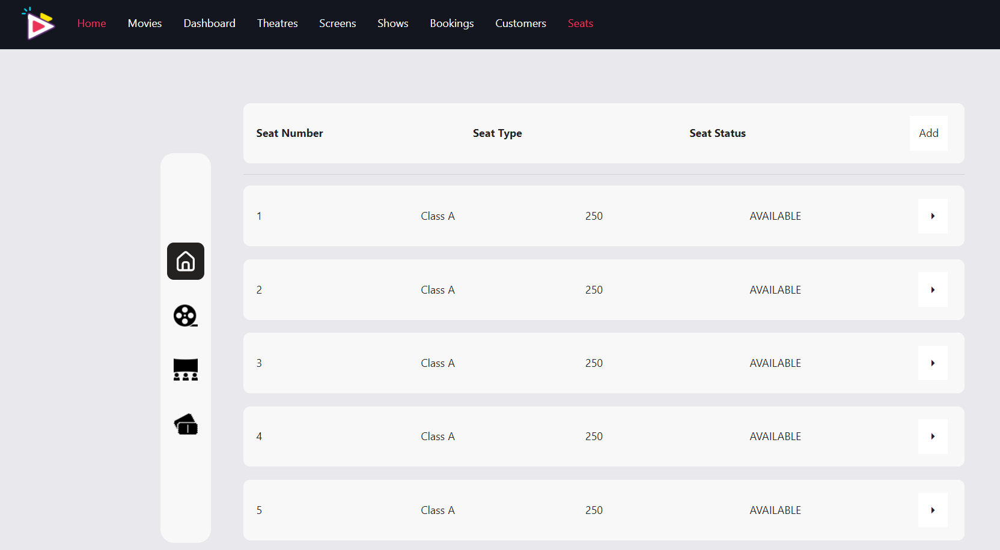 Home Movies Dashboard Theatres Screens Shows Bookings Customers Seats
Seat Number Seat Type Seat Status Add
1 Class A 250 AVAILABLE
2 Class A 250 AVAILABLE
3 Class A 250 AVAILABLE
4 Class A 250 AVAILABLE
5 Class A 250 AVAILABLE